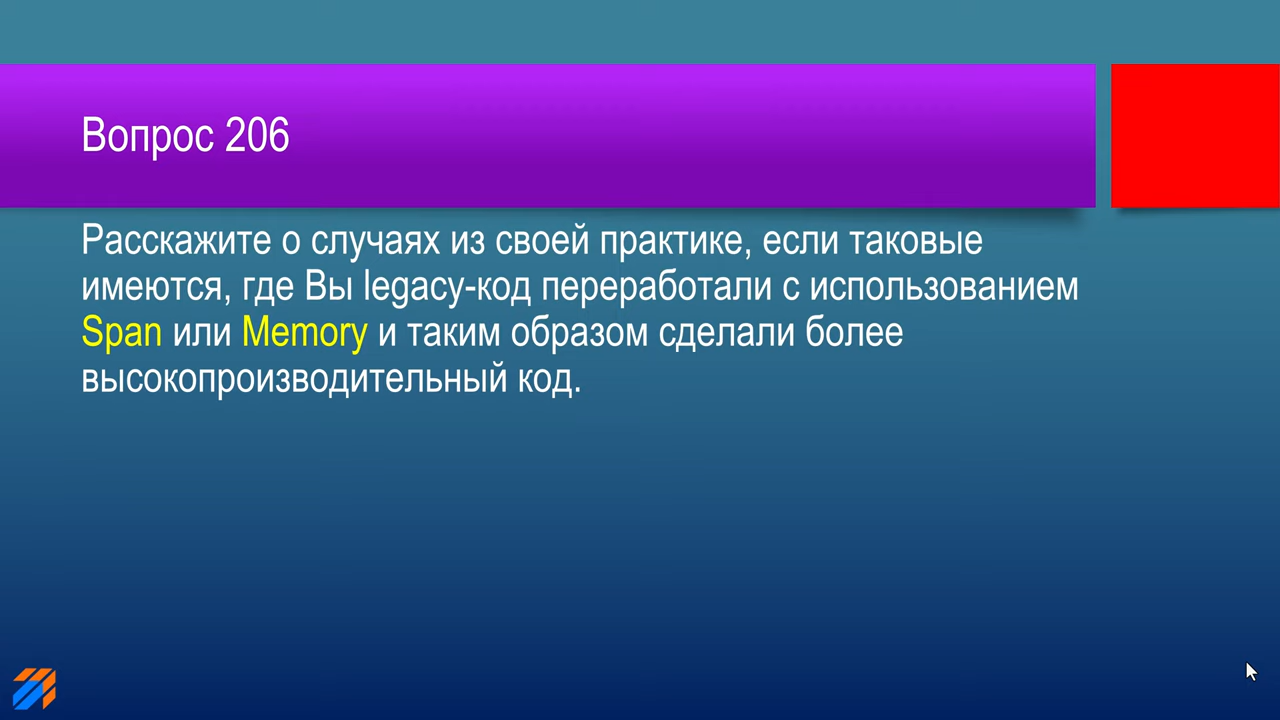 Вопрос 206
Расскажите о случаях из своей практике, если таковые
имеются, где Вы legacy-код переработали с использованием
Span или Memory и таким образом сделали более
высокопроизводительный код.